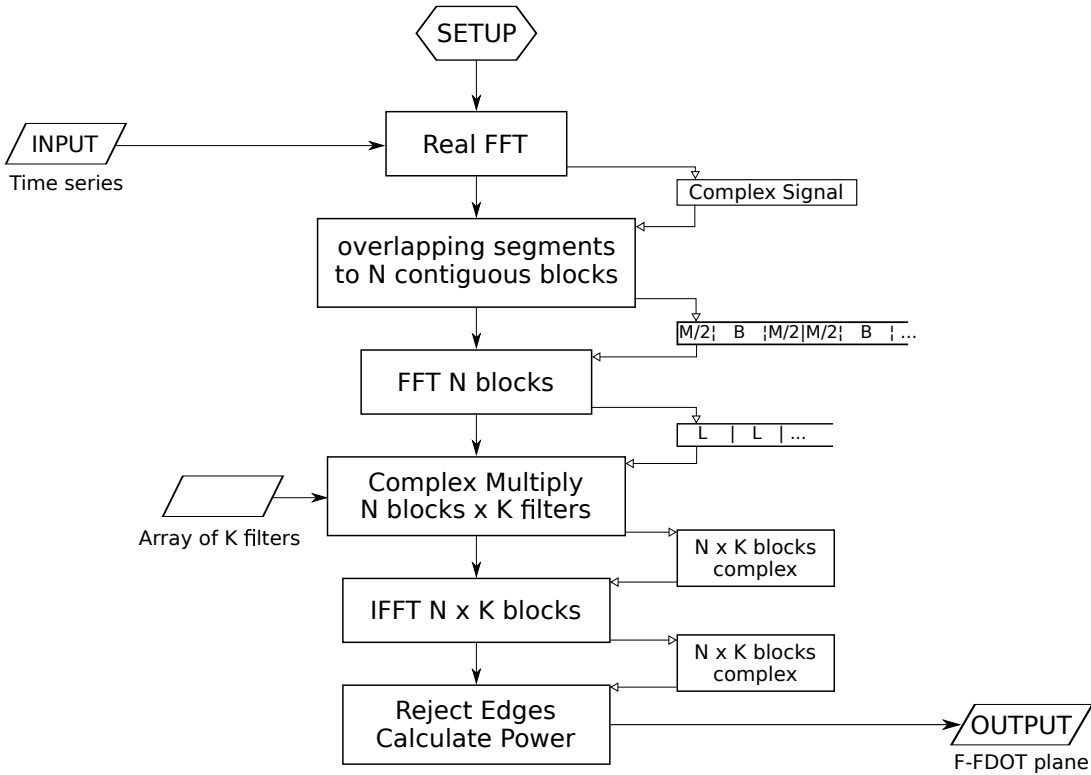 SETUP
INPUT
Time series
Real FFT
Complex Signal
overlapping segments
to N contiguous blocks
M/2¦ B ¦M/2|M/2¦ B ¦ ...
FFT N blocks
L | L | ...
Complex Multiply
N blocks x K filters
Array of K filters
N x K blocks
complex
IFFT N x K blocks
N x K blocks
complex
Reject Edges
Calculate Power
OUTPUT
F-FDOT plane